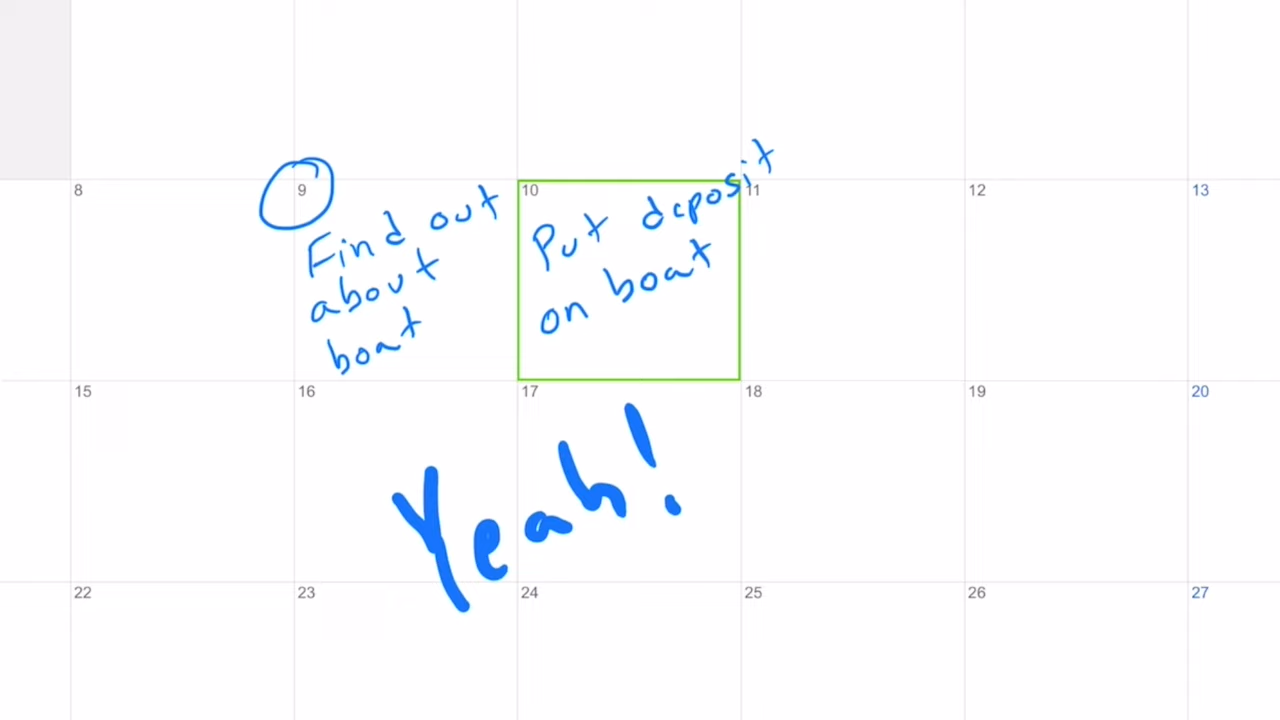 8 9 10 11 12 13
Find out
about
boat
Put deposit
on boat
15 16 17 18 19 20
Yeah!
22 23 24 25 26 27